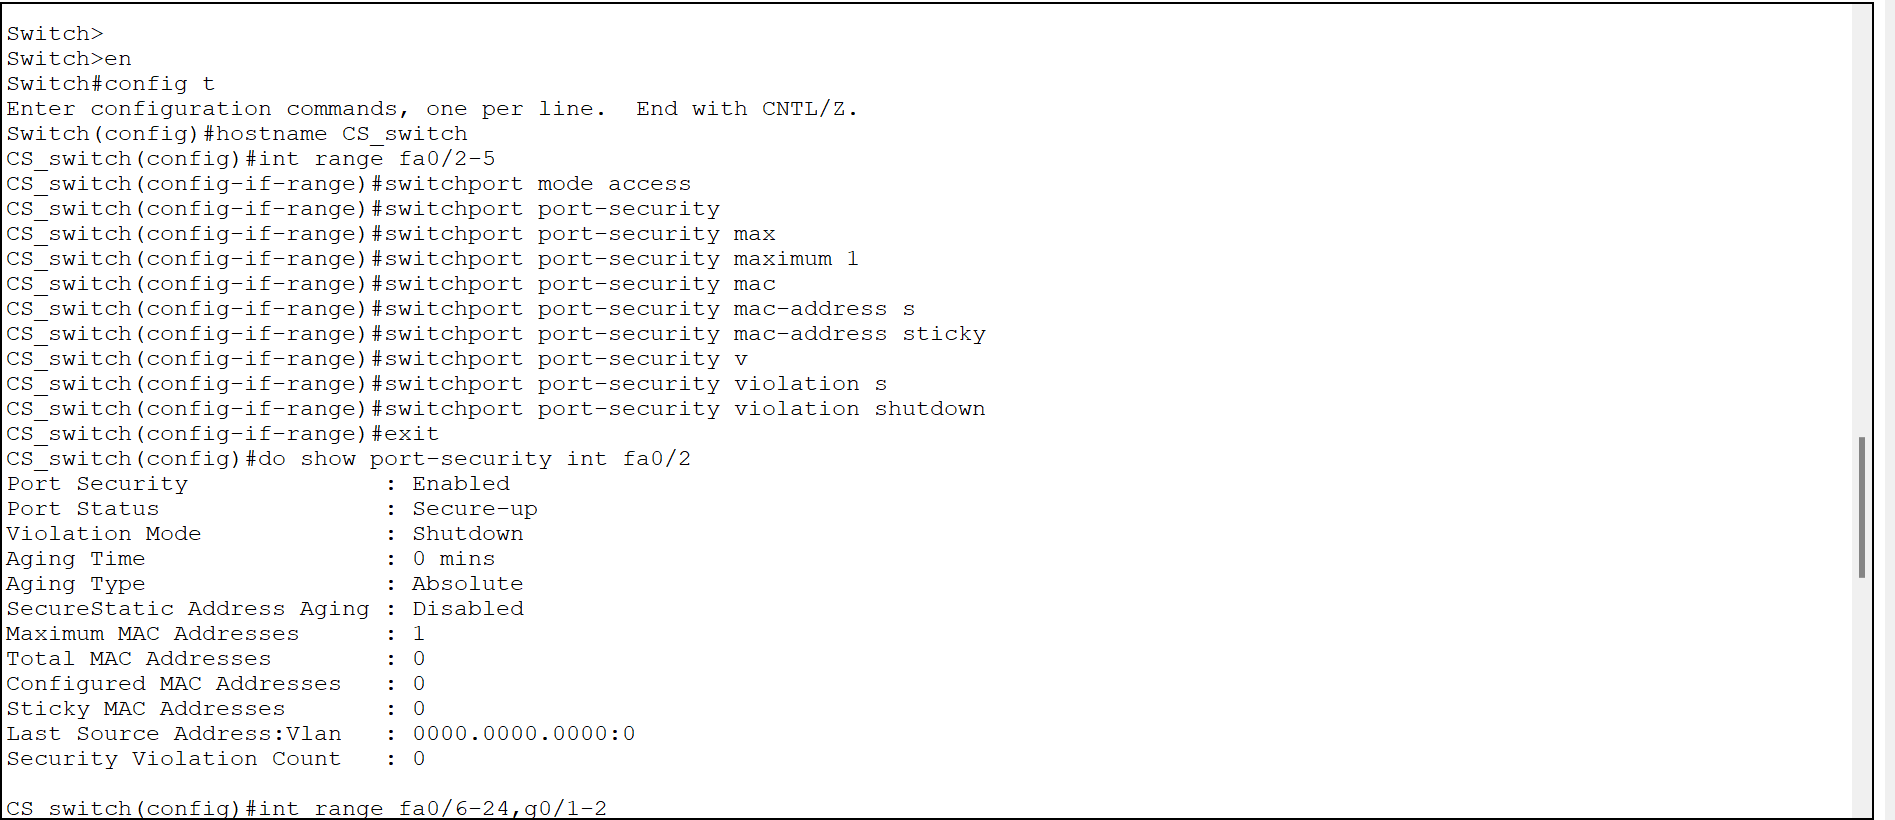 Switch>
Switch>en
Switch#config t
Enter configuration commands, one per line.  End with CNTL/Z.
Switch(config)#hostname CS_switch
CS_switch(config)#int range fa0/2-5
CS_switch(config-if-range)#switchport mode access
CS_switch(config-if-range)#switchport port-security
CS_switch(config-if-range)#switchport port-security max
CS_switch(config-if-range)#switchport port-security maximum 1
CS_switch(config-if-range)#switchport port-security mac
CS_switch(config-if-range)#switchport port-security mac-address s
CS_switch(config-if-range)#switchport port-security mac-address sticky
CS_switch(config-if-range)#switchport port-security v
CS_switch(config-if-range)#switchport port-security violation s
CS_switch(config-if-range)#switchport port-security violation shutdown
CS_switch(config-if-range)#exit
CS_switch(config)#do show port-security int fa0/2
Port Security              : Enabled
Port Status                : Secure-up
Violation Mode             : Shutdown
Aging Time                 : 0 mins
Aging Type                 : Absolute
SecureStatic Address Aging : Disabled
Maximum MAC Addresses      : 1
Total MAC Addresses        : 0
Configured MAC Addresses   : 0
Sticky MAC Addresses       : 0
Last Source Address:Vlan   : 0000.0000.0000:0
Security Violation Count   : 0
CS_switch(config)#int range fa0/6-24,g0/1-2